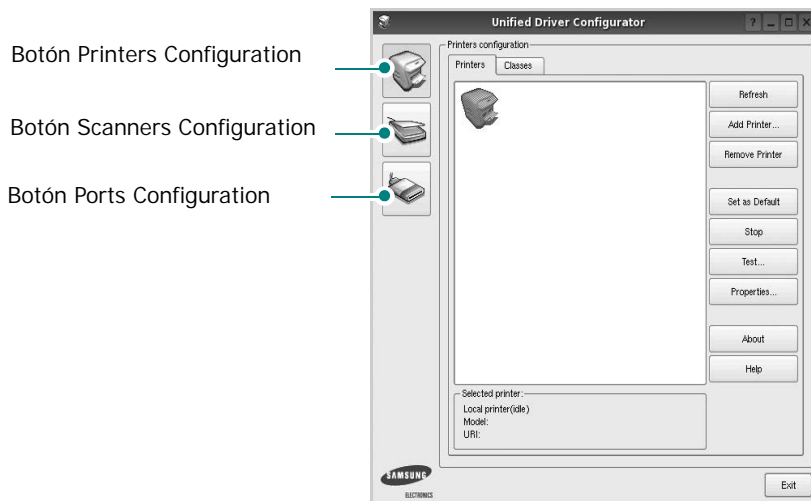 Unified Driver Configurator
?
Botón Printers Configuration
Botón Scanners Configuration
Botón Ports Configuration
Printers configuration
Printers
Classes
Refresh
Add Printer...
Remove Printer
Set as Default
Stop
Test...
Properties...
About
Help
Selected printer:
Local printer(idle)
Model:
URI:
SAMSUNG
ELECTRONICS
Exit